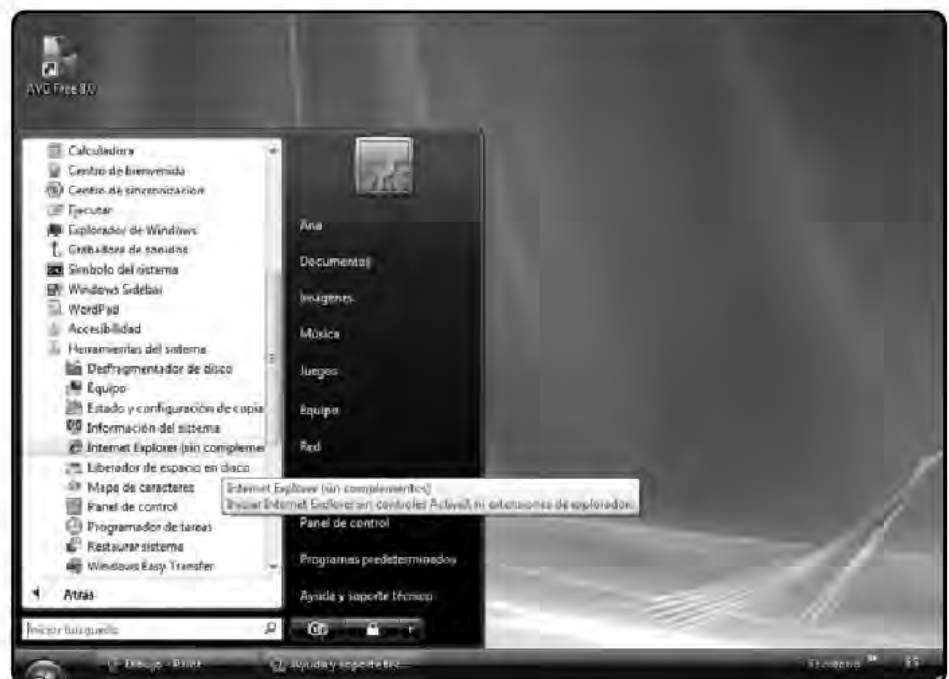 AVG Free 8.0
Calculadora
Centro de bienvenida
Centro de sincronización
Ejecutar
Explorador de Windows
Grabadora de sonidos
Símbolo del sistema
Windows Sidebar
WordPad
Accesibilidad
Herramientas del sistema
Desfragmentador de disco
Equipo
Estado y configuración de copia
Información del sistema
Internet Explorer (sin complemen
Liberador de espacio en disco
Mapa de caracteres
Panel de control
Programador de tareas
Restaurar sistema
Windows Easy Transfer
Atrás
Iniciar búsqueda
Ana
Documentos
Imágenes
Música
Juegos
Equipo
Red
Internet Explorer (sin complementos)
Iniciar Internet Explorer sin controles ActiveX ni extensiones de explorador.
Panel de control
Programas predeterminados
Ayuda y soporte técnico
Dibujo - Paint
Ayuda y soporte téc...
Escritorio